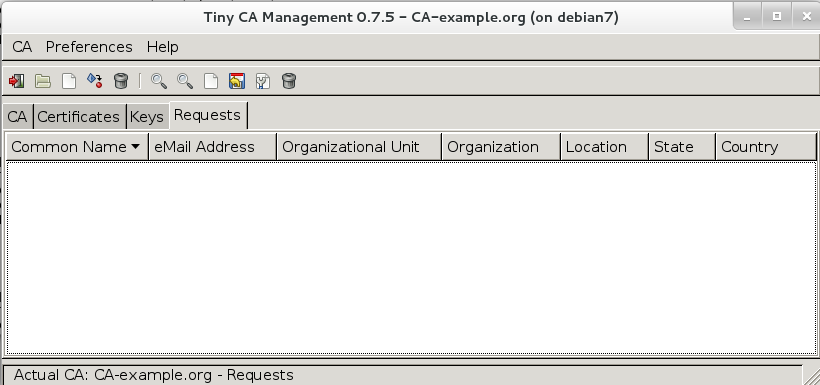 Tiny CA Management 0.7.5 - CA-example.org (on debian7)
CA Preferences Help
CA Certificates Keys Requests
Common Name eMail Address Organizational Unit Organization Location State Country
Actual CA: CA-example.org - Requests